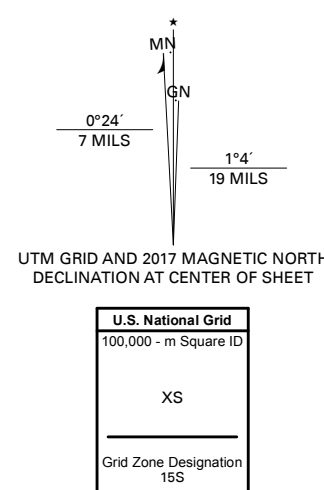 ★
MN
GN
0°24´
7 MILS
1°4´
19 MILS
UTM GRID AND 2017 MAGNETIC NORTH
DECLINATION AT CENTER OF SHEET
U.S. National Grid
100,000 - m Square ID
XS
Grid Zone Designation
15S